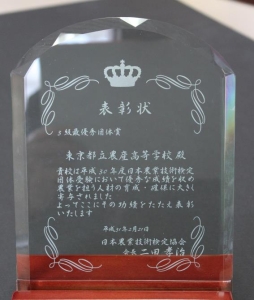 表彰状
3級最優秀団体賞
東京都立農産高等学校 殿
貴校は平成30年度日本農業技術検定
団体受験において優秀な成績を収め
農業を担う人材の育成・確保に大きく
寄与されました
よってここにその功績をたたえ表彰
いたします
平成31年2月21日
日本農業技術検定協会
会長 二田孝治